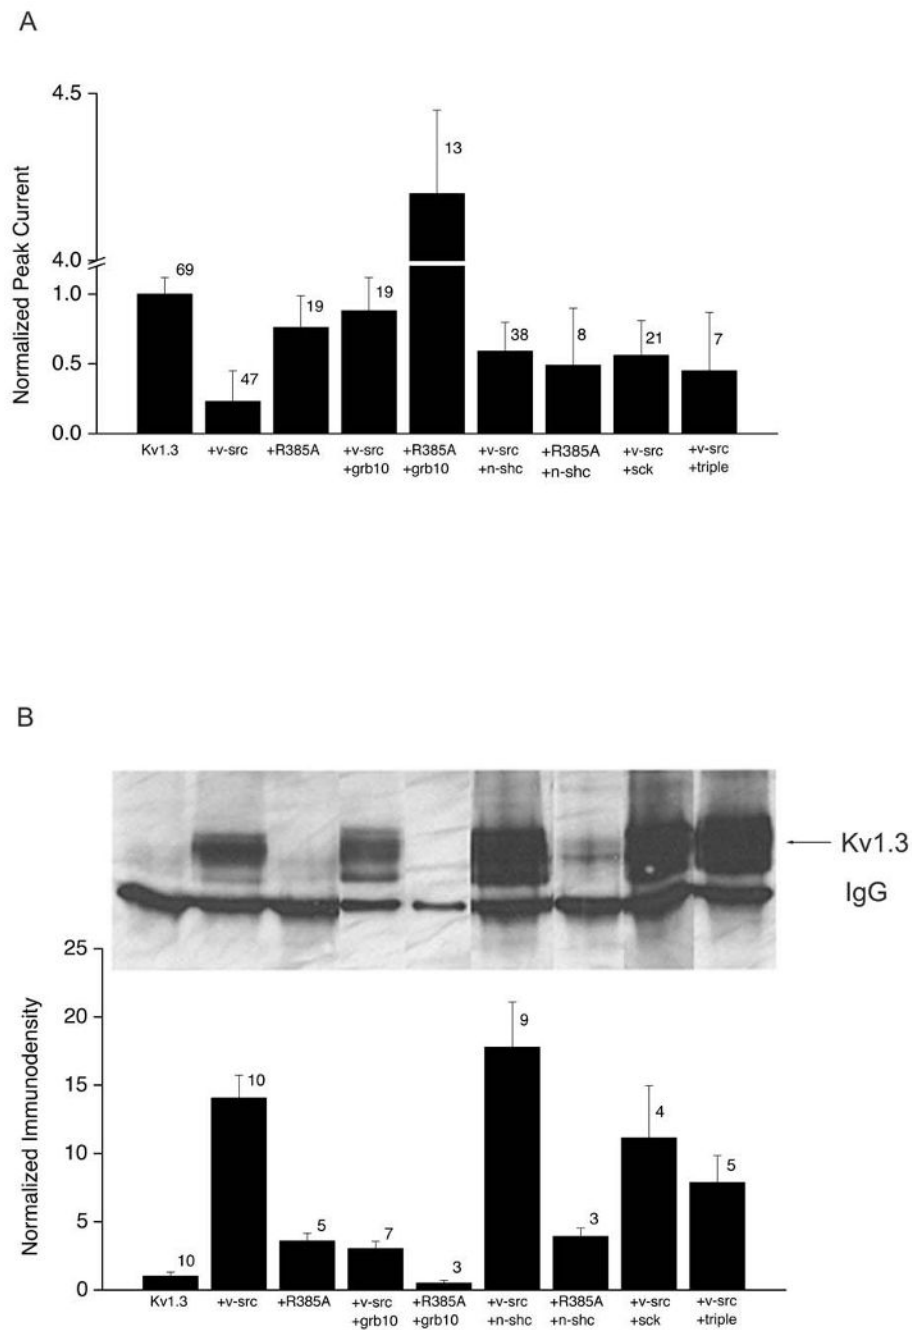 A
Normalized Peak Current
4.5
4.0
1.0
0.5
0.0
69
47
19
19
13
38
8
21
7
Kv1.3 +v-src +R385A +v-src +R385A +v-src +R385A +v-src +v-src
+grb10 +grb10 +n-shc +n-shc +sck +triple
B
Kv1.3
IgG
Normalized Immunodensity
25
20
15
10
5
0
10
10
5
7
3
9
3
4
5
Kv1.3 +v-src +R385A +v-src +R385A +v-src +R385A +v-src +v-src
+grb10 +grb10 +n-shc +n-shc +sck +triple